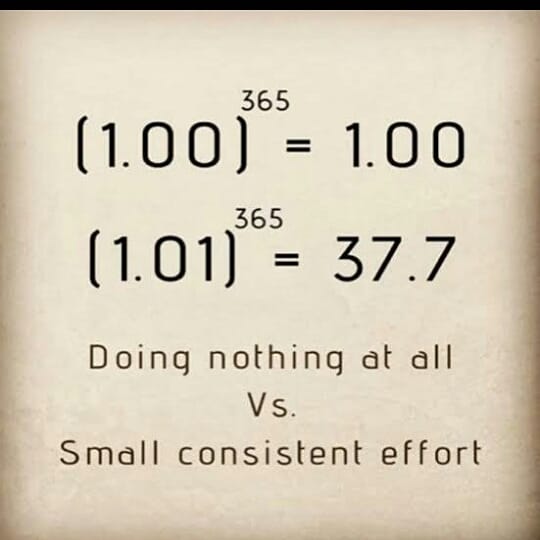 (1.00)³⁶⁵ = 1.00
(1.01)³⁶⁵ = 37.7
Doing nothing at all
Vs.
Small consistent effort